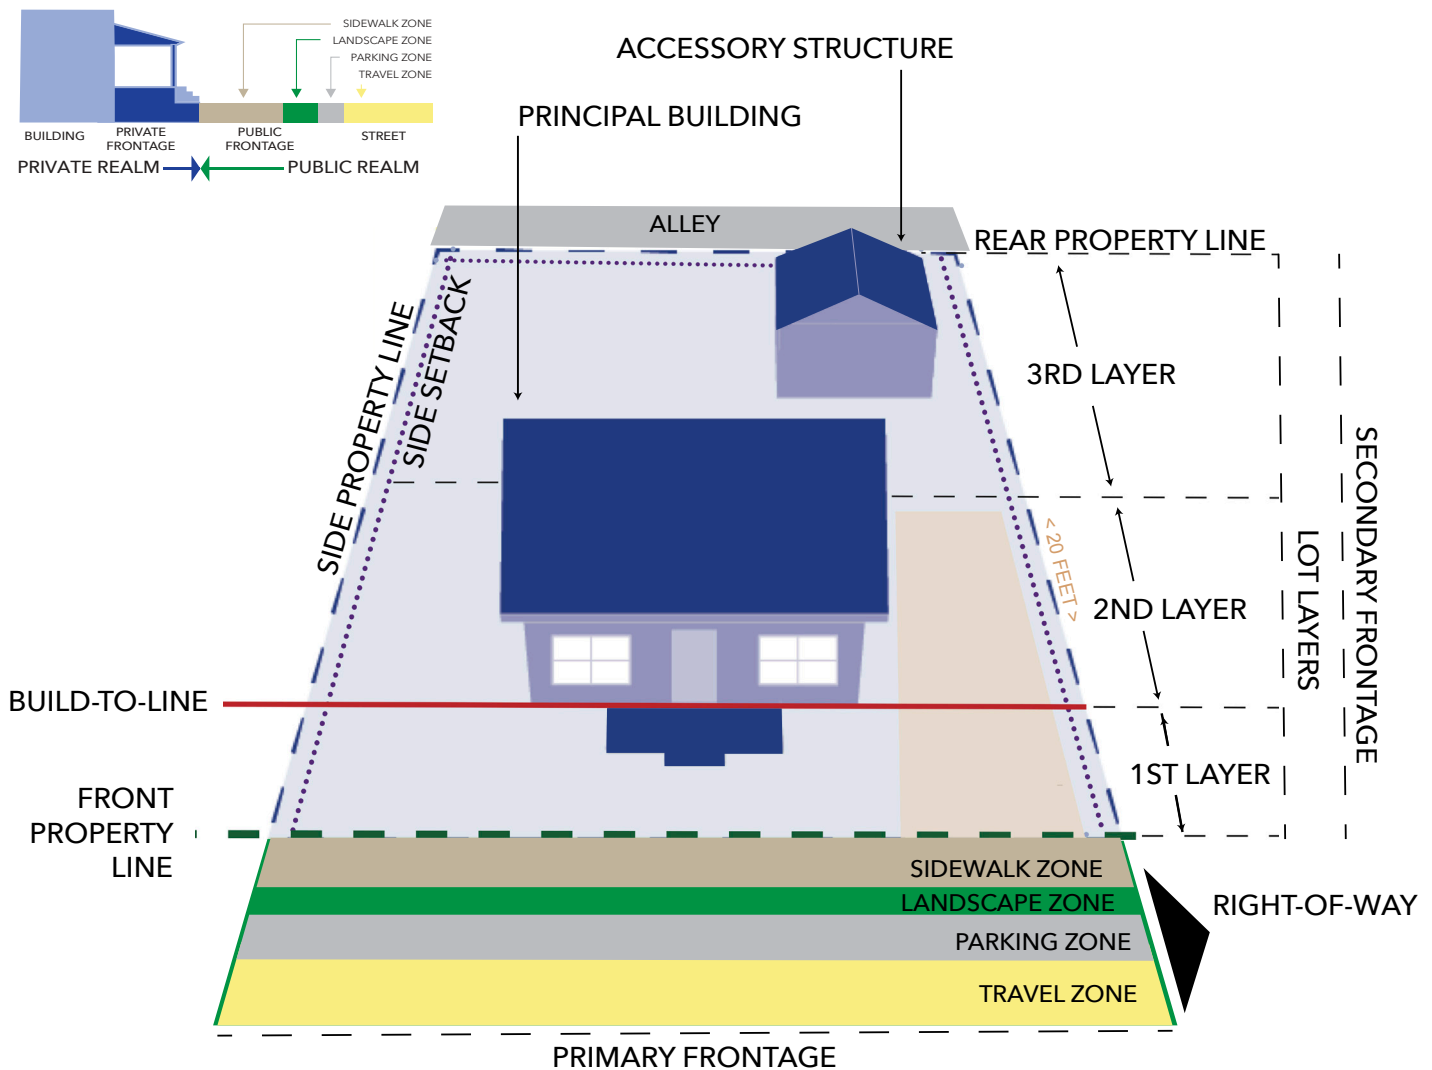 SIDEWALK ZONE
LANDSCAPE ZONE
PARKING ZONE
TRAVEL ZONE
BUILDING
PRIVATE
FRONTAGE
PUBLIC
FRONTAGE
STREET
PRIVATE REALM
PUBLIC REALM
ACCESSORY STRUCTURE
PRINCIPAL BUILDING
ALLEY
REAR PROPERTY LINE
SIDE PROPERTY LINE
SIDE SETBACK
3RD LAYER
< 20 FEET >
2ND LAYER
LOT LAYERS
SECONDARY FRONTAGE
BUILD-TO-LINE
1ST LAYER
FRONT
PROPERTY
LINE
SIDEWALK ZONE
LANDSCAPE ZONE
PARKING ZONE
TRAVEL ZONE
RIGHT-OF-WAY
PRIMARY FRONTAGE